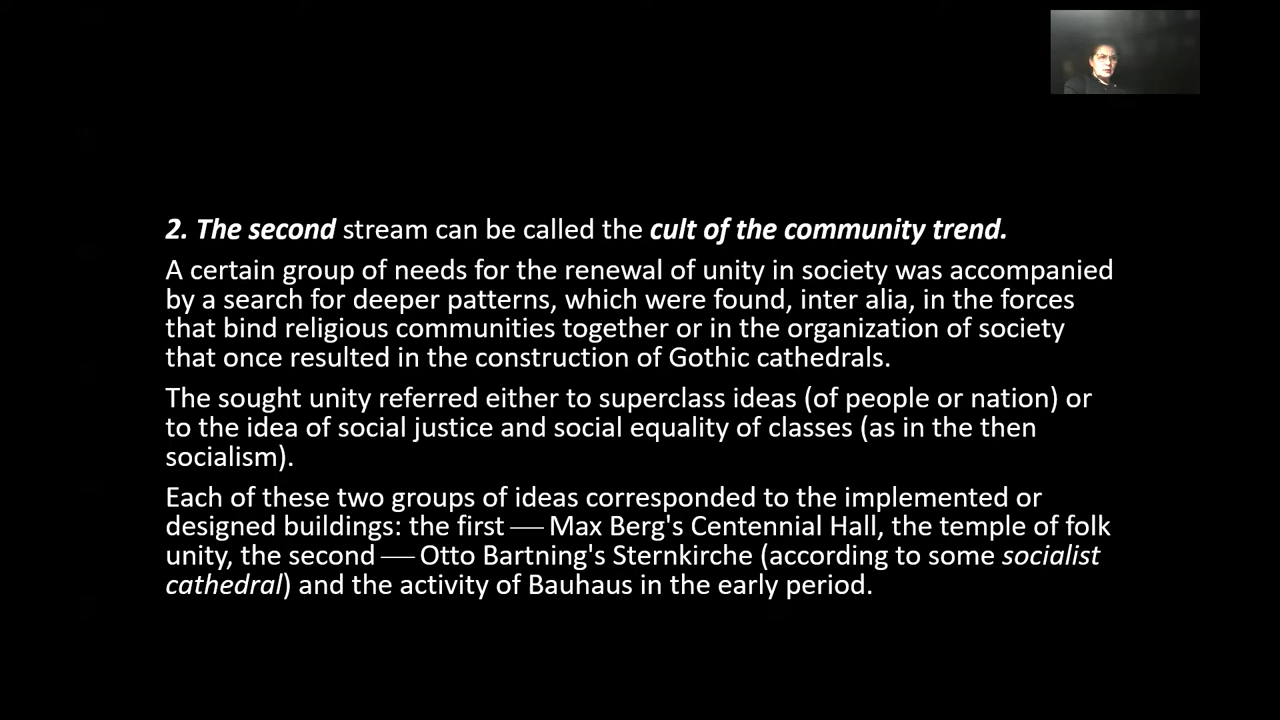 2. The second stream can be called the cult of the community trend.
A certain group of needs for the renewal of unity in society was accompanied
by a search for deeper patterns, which were found, inter alia, in the forces
that bind religious communities together or in the organization of society
that once resulted in the construction of Gothic cathedrals.
The sought unity referred either to superclass ideas (of people or nation) or
to the idea of social justice and social equality of classes (as in the then
socialism).
Each of these two groups of ideas corresponded to the implemented or
designed buildings: the first –– Max Berg's Centennial Hall, the temple of folk
unity, the second –– Otto Bartning's Sternkirche (according to some socialist
cathedral) and the activity of Bauhaus in the early period.